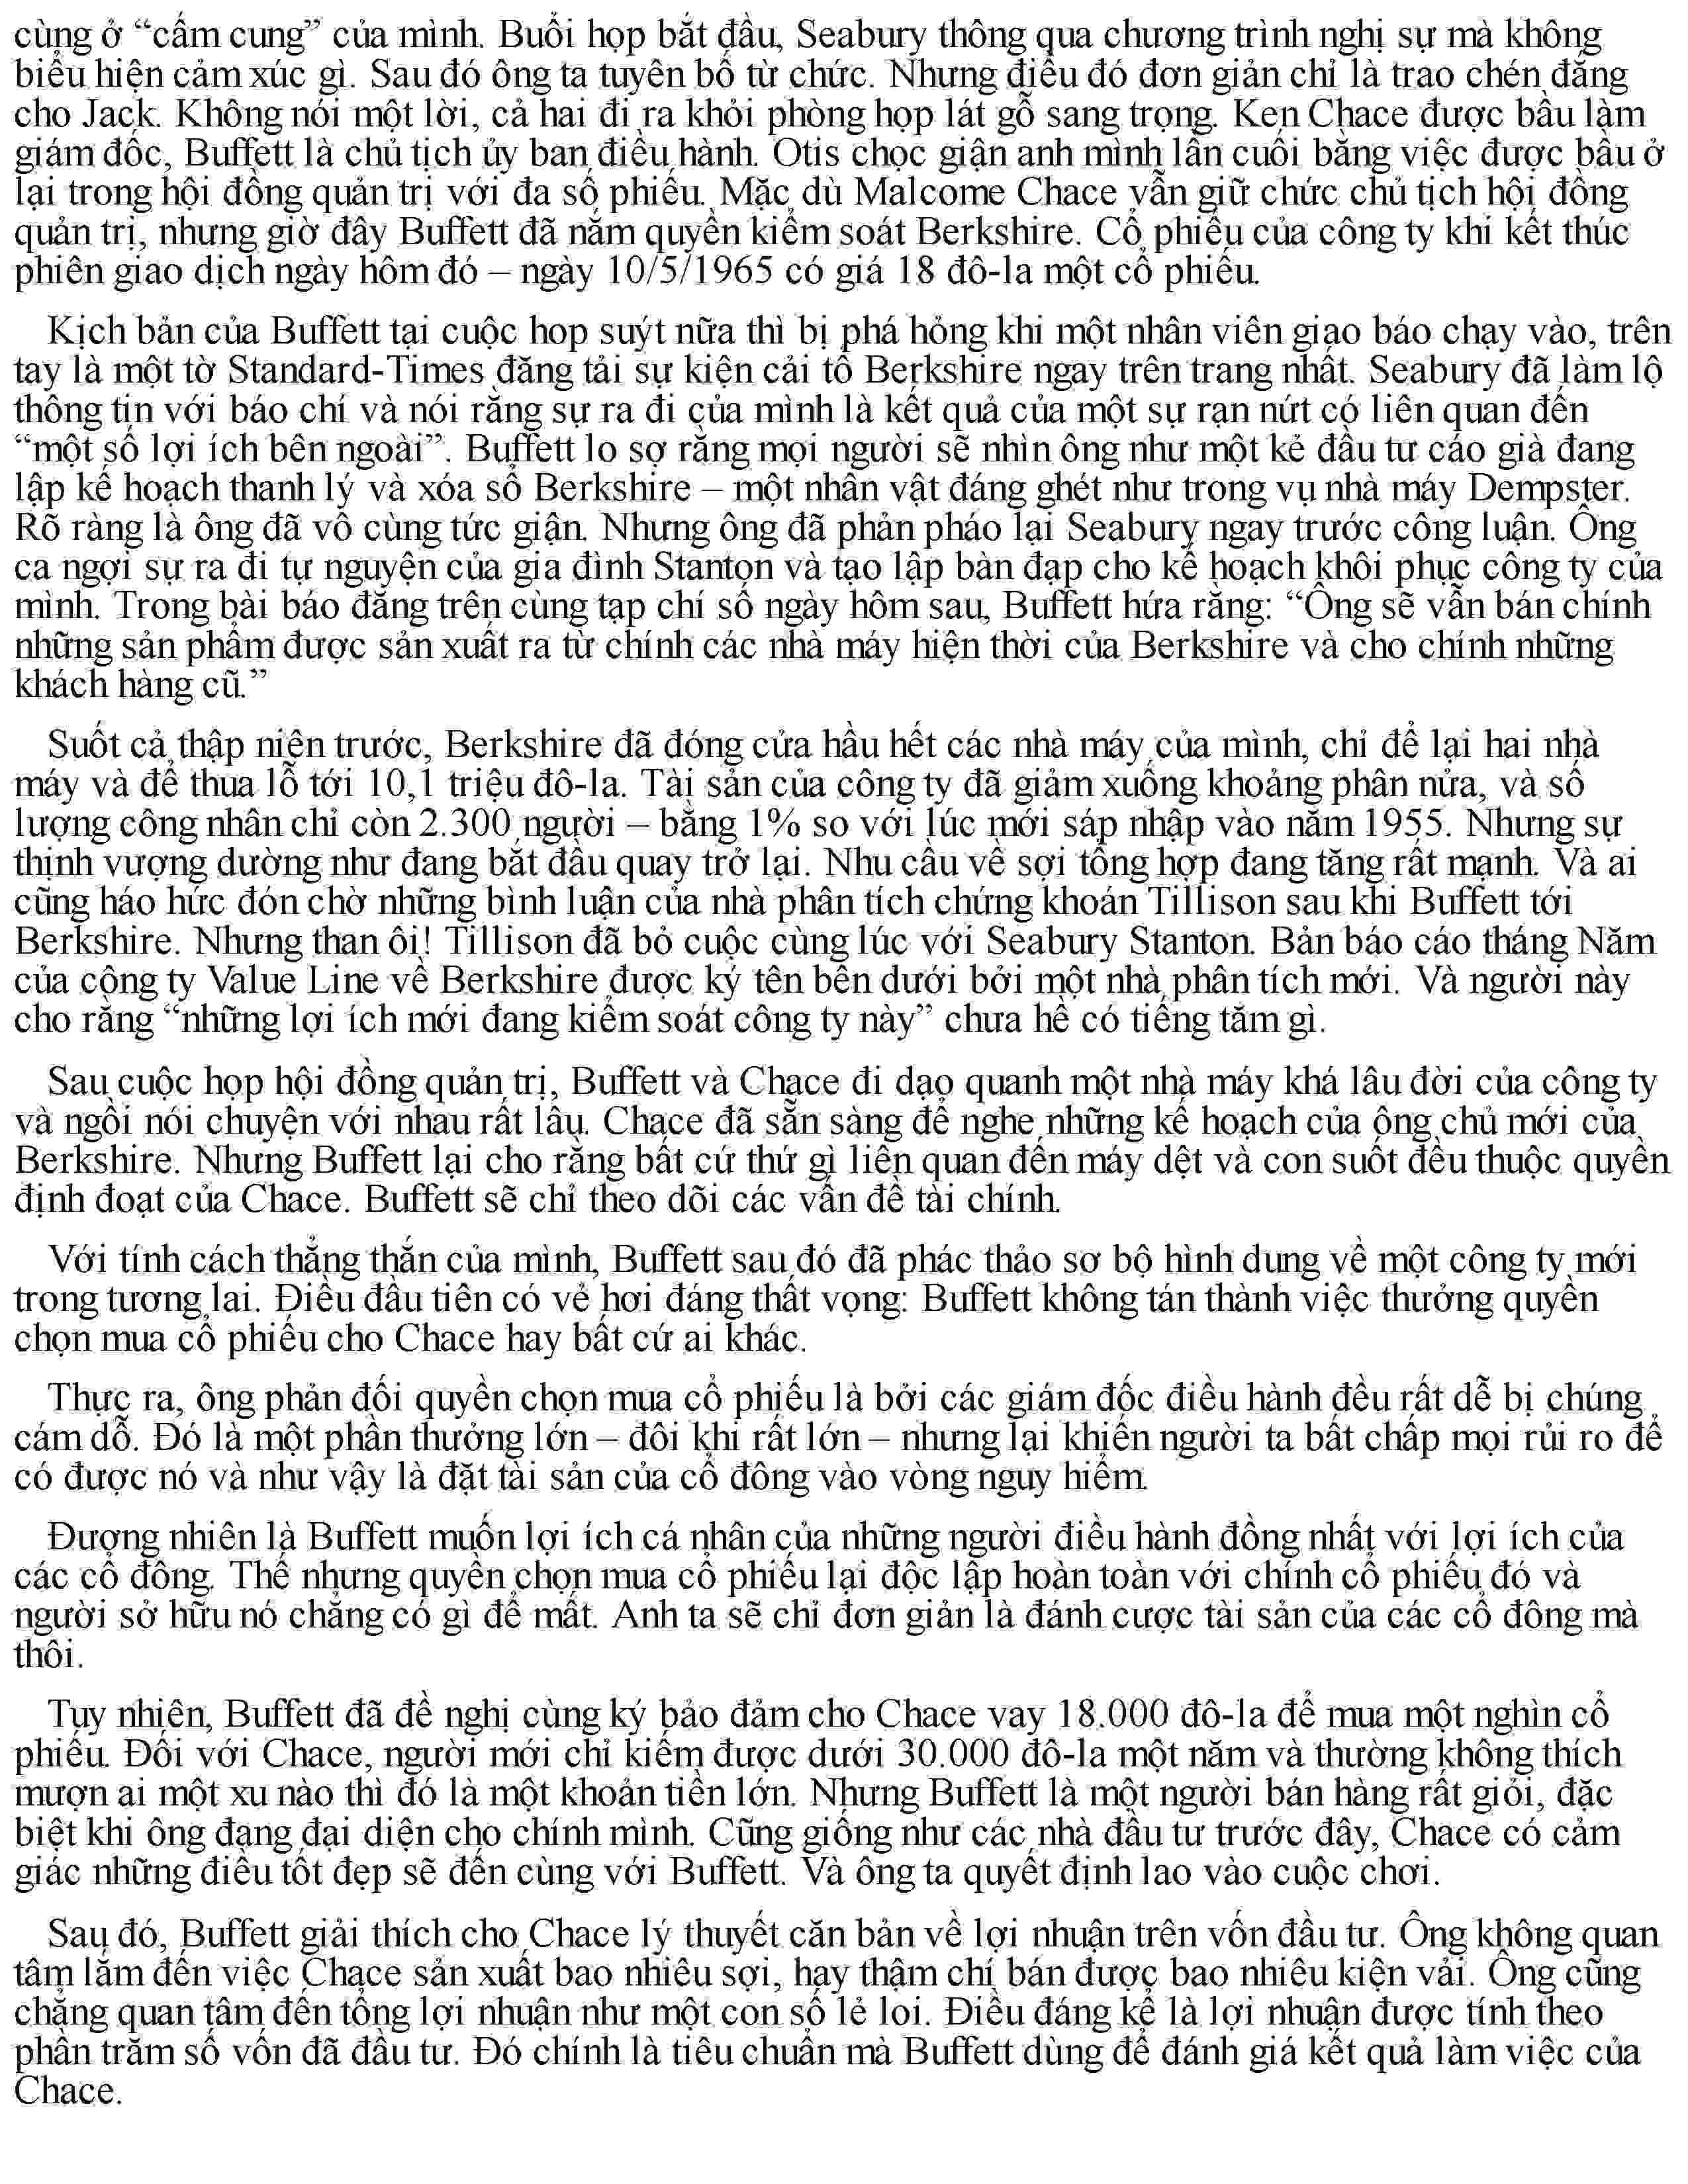 cùng ở “cấm cung” của mình. Buổi họp bắt đầu, Seabury thông qua chương trình nghị sự mà không
biểu hiện cảm xúc gì. Sau đó ông ta tuyên bố từ chức. Nhưng điều đó đơn giản chỉ là trao chén đắng
cho Jack. Không nói một lời, cả hai đi ra khỏi phòng họp lát gỗ sang trọng. Ken Chace được bầu làm
giám đốc, Buffett là chủ tịch ủy ban điều hành. Otis chọc giận anh mình lần cuối bằng việc được bầu ở
lại trong hội đồng quản trị với đa số phiếu. Mặc dù Malcome Chace vẫn giữ chức chủ tịch hội đồng
quản trị, nhưng giờ đây Buffett đã nắm quyền kiểm soát Berkshire. Cổ phiếu của công ty khi kết thúc
phiên giao dịch ngày hôm đó – ngày 10/5/1965 có giá 18 đô-la một cổ phiếu.
Kịch bản của Buffett tại cuộc hop suýt nữa thì bị phá hỏng khi một nhân viên giao báo chạy vào, trên
tay là một tờ Standard-Times đăng tải sự kiện cải tổ Berkshire ngay trên trang nhất. Seabury đã làm lộ
thông tin với báo chí và nói rằng sự ra đi của mình là kết quả của một sự rạn nứt có liên quan đến
“một số lợi ích bên ngoài”. Buffett lo sợ rằng mọi người sẽ nhìn ông như một kẻ đầu tư cáo già đang
lập kế hoạch thanh lý và xóa sổ Berkshire – một nhân vật đáng ghét như trong vụ nhà máy Dempster.
Rõ ràng là ông đã vô cùng tức giận. Nhưng ông đã phản pháo lại Seabury ngay trước công luận. Ông
ca ngợi sự ra đi tự nguyện của gia đình Stanton và tạo lập bàn đạp cho kế hoạch khôi phục công ty của
mình. Trong bài báo đăng trên cùng tạp chí số ngày hôm sau, Buffett hứa rằng: “Ông sẽ vẫn bán chính
những sản phẩm được sản xuất ra từ chính các nhà máy hiện thời của Berkshire và cho chính những
khách hàng cũ.”
Suốt cả thập niên trước, Berkshire đã đóng cửa hầu hết các nhà máy của mình, chỉ để lại hai nhà
máy và để thua lỗ tới 10,1 triệu đô-la. Tài sản của công ty đã giảm xuống khoảng phân nửa, và số
lượng công nhân chỉ còn 2.300 người – bằng 1% so với lúc mới sáp nhập vào năm 1955. Nhưng sự
thịnh vượng dường như đang bắt đầu quay trở lại. Nhu cầu về sợi tổng hợp đang tăng rất mạnh. Và ai
cũng háo hức đón chờ những bình luận của nhà phân tích chứng khoán Tillison sau khi Buffett tới
Berkshire. Nhưng than ôi! Tillison đã bỏ cuộc cùng lúc với Seabury Stanton. Bản báo cáo tháng Năm
của công ty Value Line về Berkshire được ký tên bên dưới bởi một nhà phân tích mới. Và người này
cho rằng “những lợi ích mới đang kiểm soát công ty này” chưa hề có tiếng tăm gì.
Sau cuộc họp hội đồng quản trị, Buffett và Chace đi dạo quanh một nhà máy khá lâu đời của công ty
và ngồi nói chuyện với nhau rất lâu. Chace đã sẵn sàng để nghe những kế hoạch của ông chủ mới của
Berkshire. Nhưng Buffett lại cho rằng bất cứ thứ gì liên quan đến máy dệt và con suốt đều thuộc quyền
định đoạt của Chace. Buffett sẽ chỉ theo dõi các vấn đề tài chính.
Với tính cách thẳng thắn của mình, Buffett sau đó đã phác thảo sơ bộ hình dung về một công ty mới
trong tương lai. Điều đầu tiên có vẻ hơi đáng thất vọng: Buffett không tán thành việc thưởng quyền
chọn mua cổ phiếu cho Chace hay bất cứ ai khác.
Thực ra, ông phản đối quyền chọn mua cổ phiếu là bởi các giám đốc điều hành đều rất dễ bị chúng
cám dỗ. Đó là một phần thưởng lớn – đôi khi rất lớn – nhưng lại khiến người ta bất chấp mọi rủi ro để
có được nó và như vậy là đặt tài sản của cổ đông vào vòng nguy hiểm.
Đương nhiên là Buffett muốn lợi ích cá nhân của những người điều hành đồng nhất với lợi ích của
các cổ đông. Thế nhưng quyền chọn mua cổ phiếu lại độc lập hoàn toàn với chính cổ phiếu đó và
người sở hữu nó chẳng có gì để mất. Anh ta sẽ chỉ đơn giản là đánh cược tài sản của các cổ đông mà
thôi.
Tuy nhiên, Buffett đã đề nghị cùng ký bảo đảm cho Chace vay 18.000 đô-la để mua một nghìn cổ
phiếu. Đối với Chace, người mới chỉ kiếm được dưới 30.000 đô-la một năm và thường không thích
mượn ai một xu nào thì đó là một khoản tiền lớn. Nhưng Buffett là một người bán hàng rất giỏi, đặc
biệt khi ông đang đại diện cho chính mình. Cũng giống như các nhà đầu tư trước đây, Chace có cảm
giác những điều tốt đẹp sẽ đến cùng với Buffett. Và ông ta quyết định lao vào cuộc chơi.
Sau đó, Buffett giải thích cho Chace lý thuyết căn bản về lợi nhuận trên vốn đầu tư. Ông không quan
tâm lắm đến việc Chace sản xuất bao nhiêu sợi, hay thậm chí bán được bao nhiêu kiện vải. Ông cũng
chẳng quan tâm đến tổng lợi nhuận như một con số lẻ loi. Điều đáng kể là lợi nhuận được tính theo
phần trăm số vốn đã đầu tư. Đó chính là tiêu chuẩn mà Buffett dùng để đánh giá kết quả làm việc của
Chace.